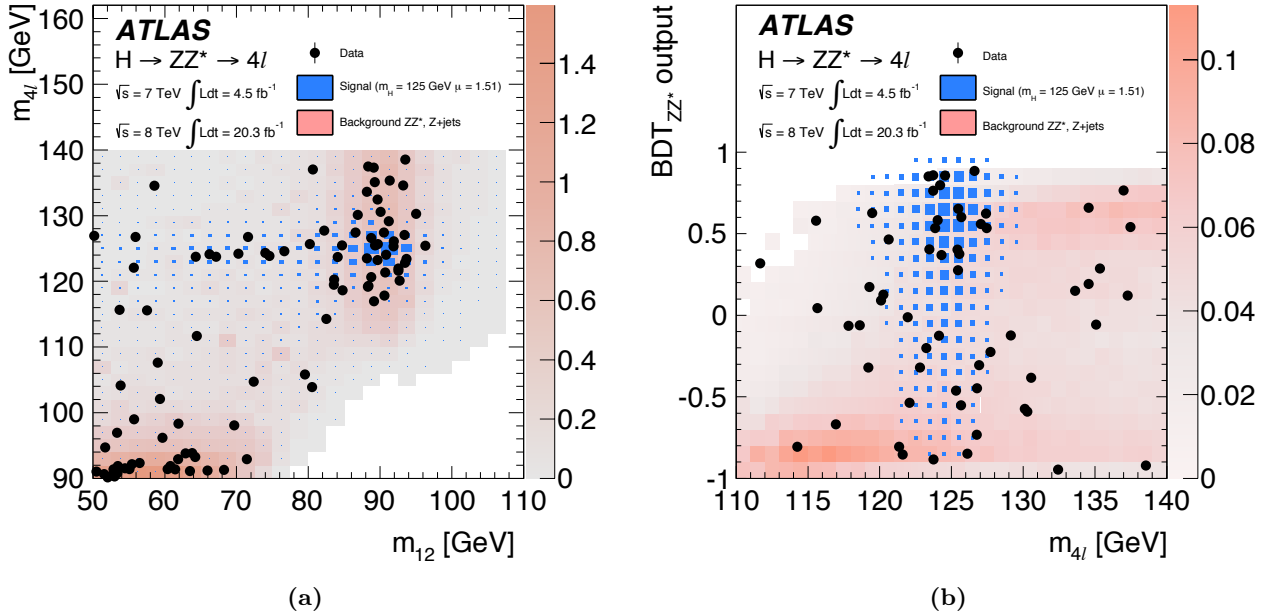 ATLAS
H → ZZ* → 4l
√s = 7 TeV ∫Ldt = 4.5 fb⁻¹
√s = 8 TeV ∫Ldt = 20.3 fb⁻¹
Data
Signal (m_H = 125 GeV μ = 1.51)
Background ZZ*, Z+jets
m_4l [GeV]
160
150
140
130
120
110
100
90
50 60 70 80 90 100 110
m_12 [GeV]
1.4
1.2
1
0.8
0.6
0.4
0.2
0
(a)
ATLAS
H → ZZ* → 4l
√s = 7 TeV ∫Ldt = 4.5 fb⁻¹
√s = 8 TeV ∫Ldt = 20.3 fb⁻¹
Data
Signal (m_H = 125 GeV μ = 1.51)
Background ZZ*, Z+jets
BDT_ZZ* output
1
0.5
0
-0.5
-1
110 115 120 125 130 135 140
m_4l [GeV]
0.1
0.08
0.06
0.04
0.02
0
(b)